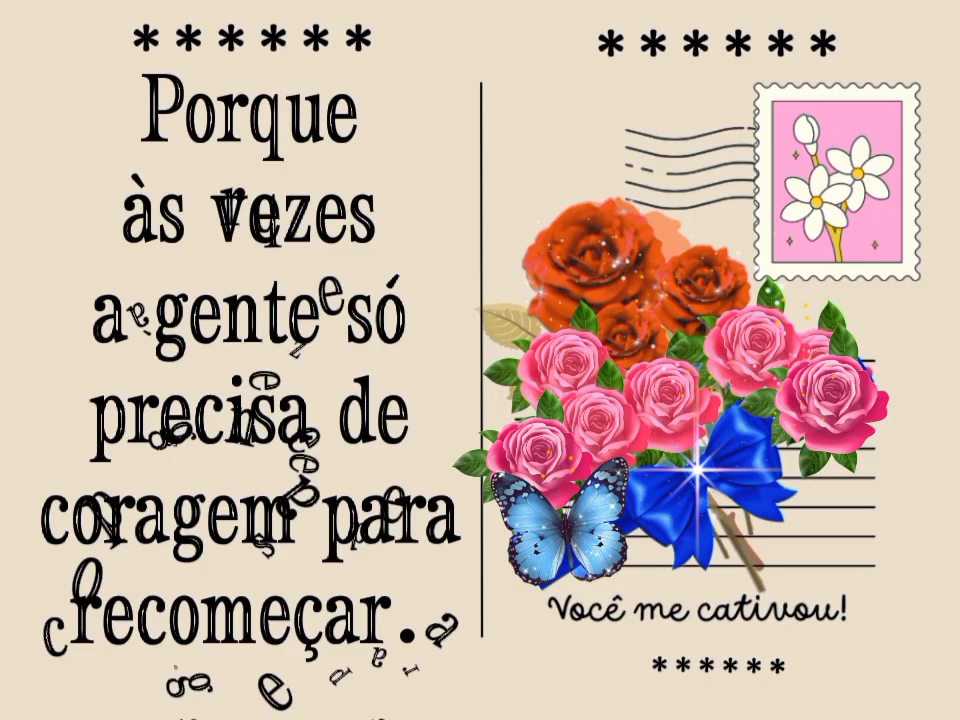 ******
Porque
às vezes
a gente só
precisa de
coragem para
recomeçar.
******
Você me cativou!
******